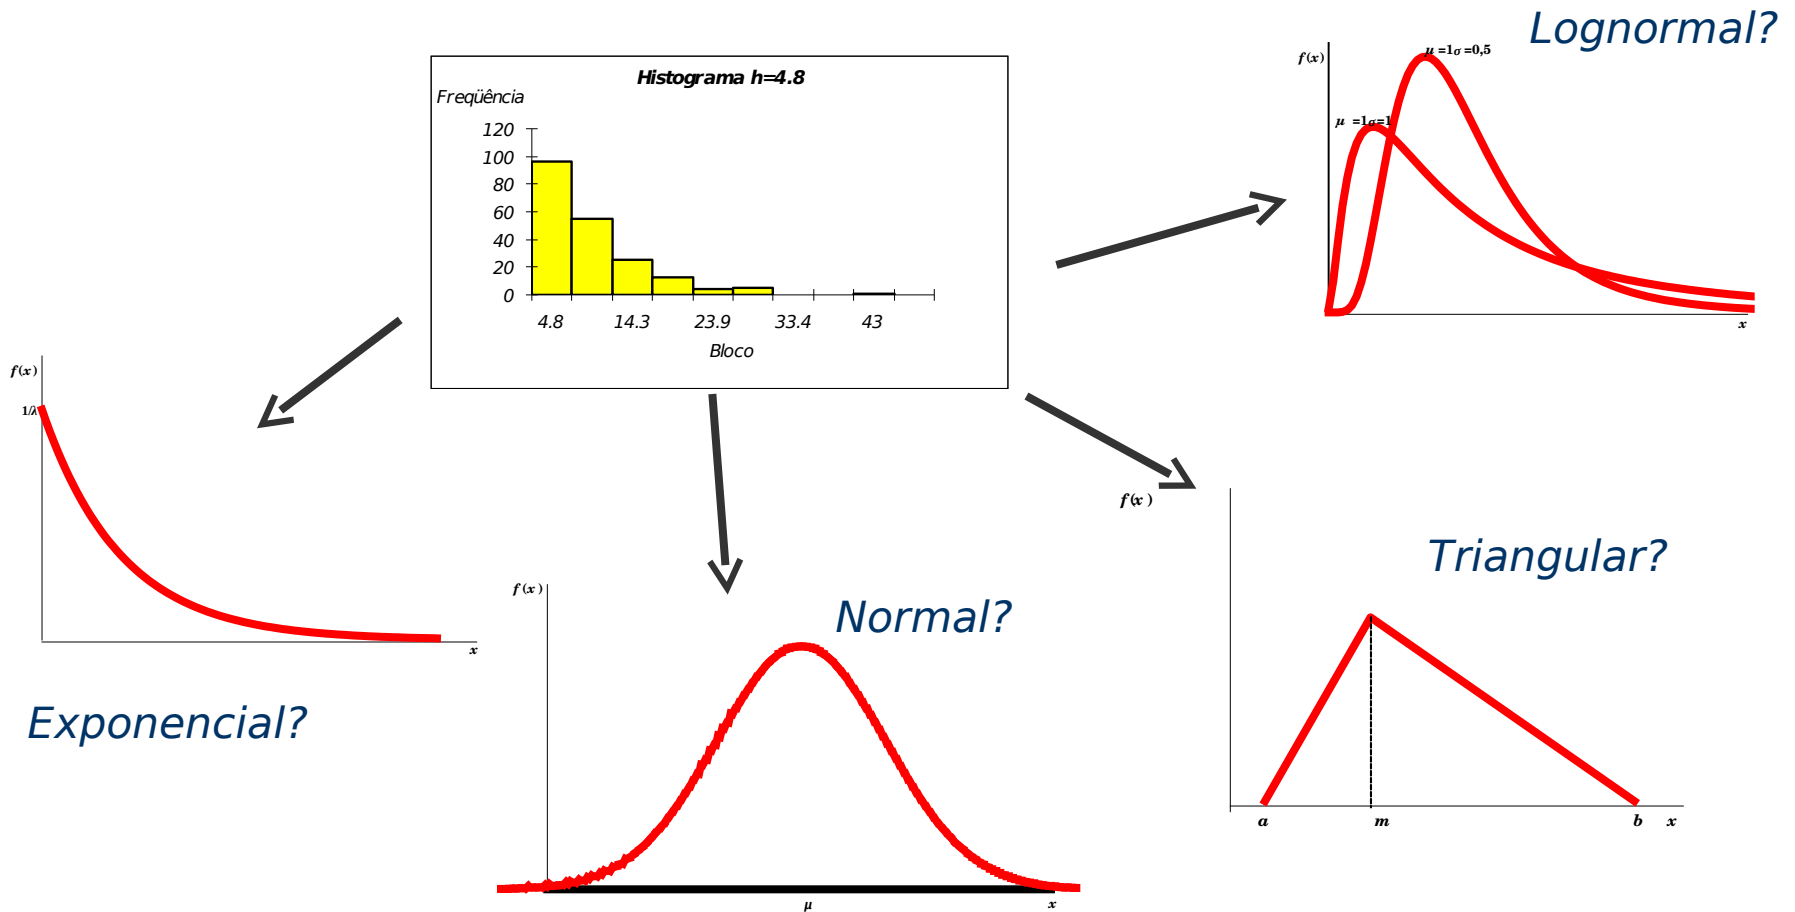 Lognormal?
f(x)
μ =1σ=0,5
μ =1σ=1
x
Histograma h=4.8
Freqüência
120
100
80
60
40
20
0
4.8 14.3 23.9 33.4 43
Bloco
f(x)
1/λ
x
Exponencial?
f(x)
Normal?
μ x
f(x)
Triangular?
a m b x